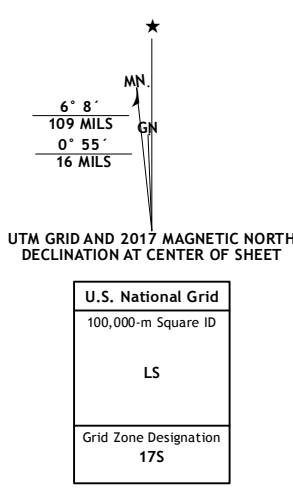 MN.
6° 8´
109 MILS
GN
0° 55´
16 MILS
UTM GRID AND 2017 MAGNETIC NORTH
DECLINATION AT CENTER OF SHEET
U.S. National Grid
100,000-m Square ID
LS
Grid Zone Designation
17S